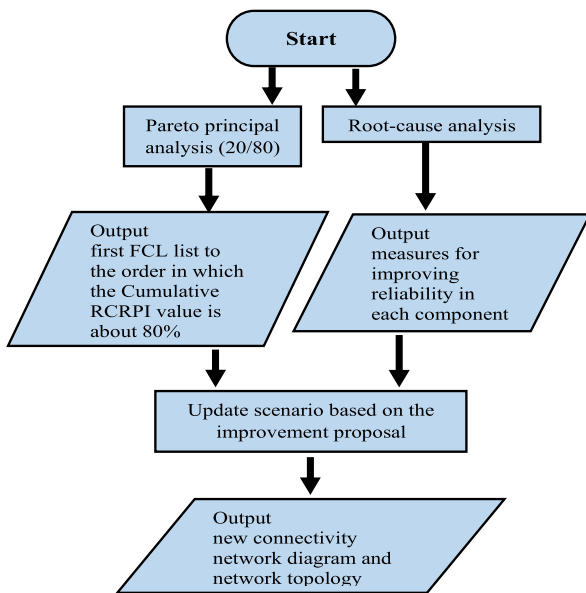 Start
Pareto principal
analysis (20/80)
Root-cause analysis
Output
first FCL list to
the order in which
the Cumulative
RCRPI value is
about 80%
Output
measures for
improving
reliability in
each component
Update scenario based on the
improvement proposal
Output
new connectivity
network diagram and
network topology